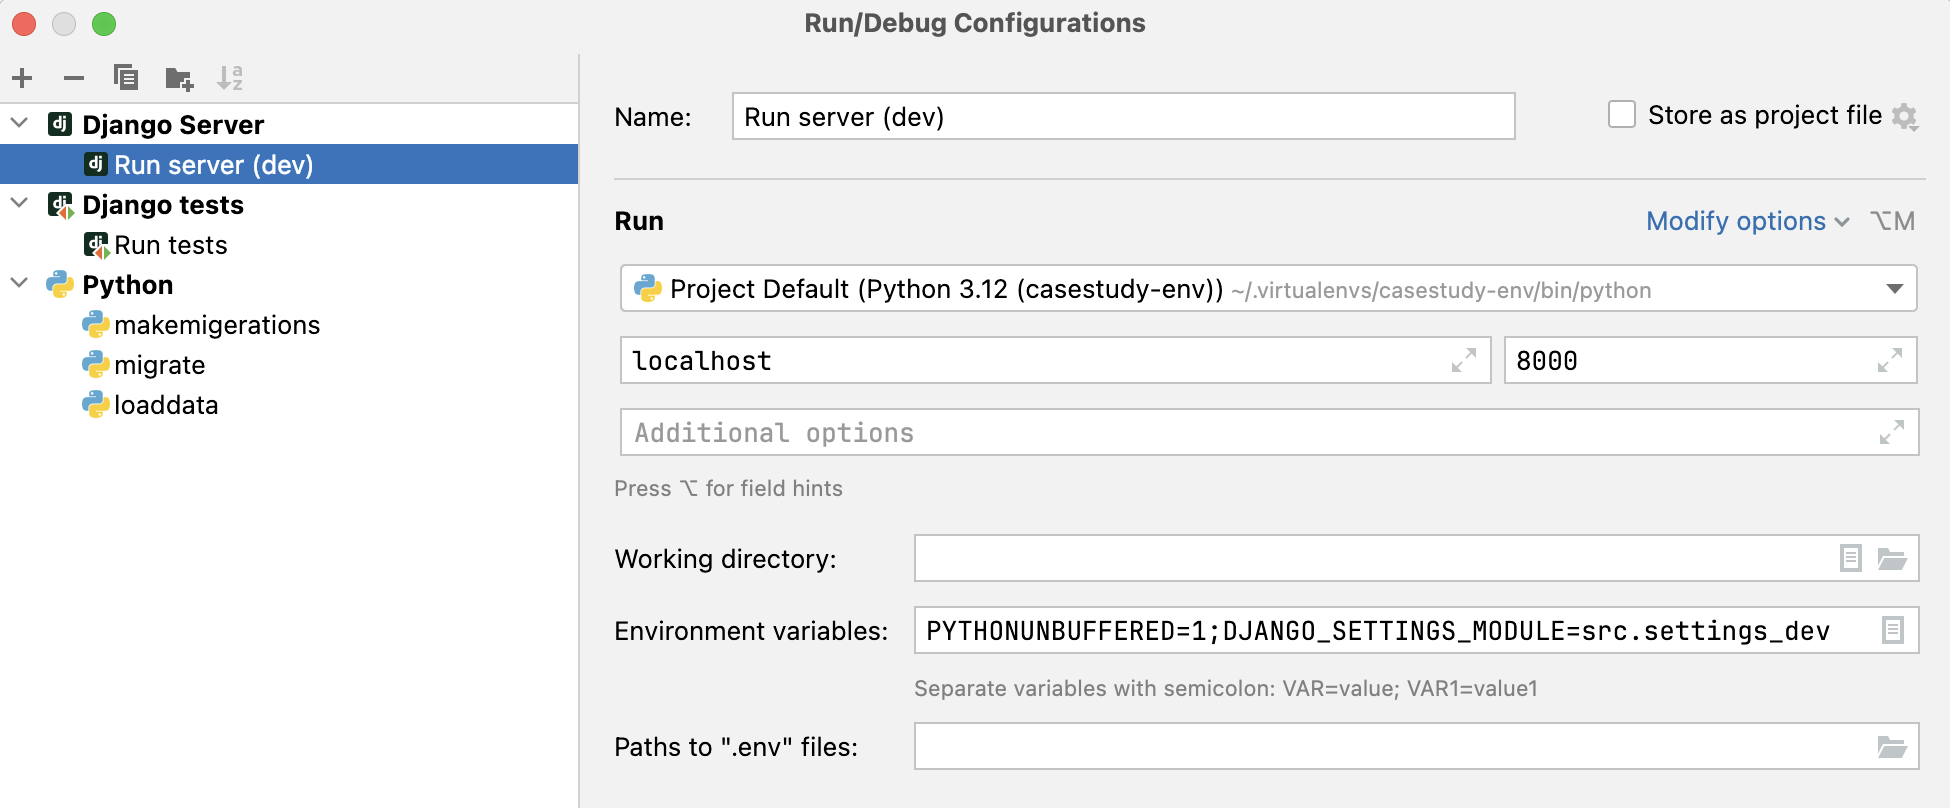 Run/Debug Configurations
Django Server
Run server (dev)
Django tests
Run tests
Python
makemigerations
migrate
loaddata
Name: Run server (dev) Store as project file
Run Modify options ⌥M
Project Default (Python 3.12 (casestudy-env)) ~/.virtualenvs/casestudy-env/bin/python
localhost 8000
Additional options
Press ⌥ for field hints
Working directory:
Environment variables: PYTHONUNBUFFERED=1;DJANGO_SETTINGS_MODULE=src.settings_dev
Separate variables with semicolon: VAR=value; VAR1=value1
Paths to ".env" files: